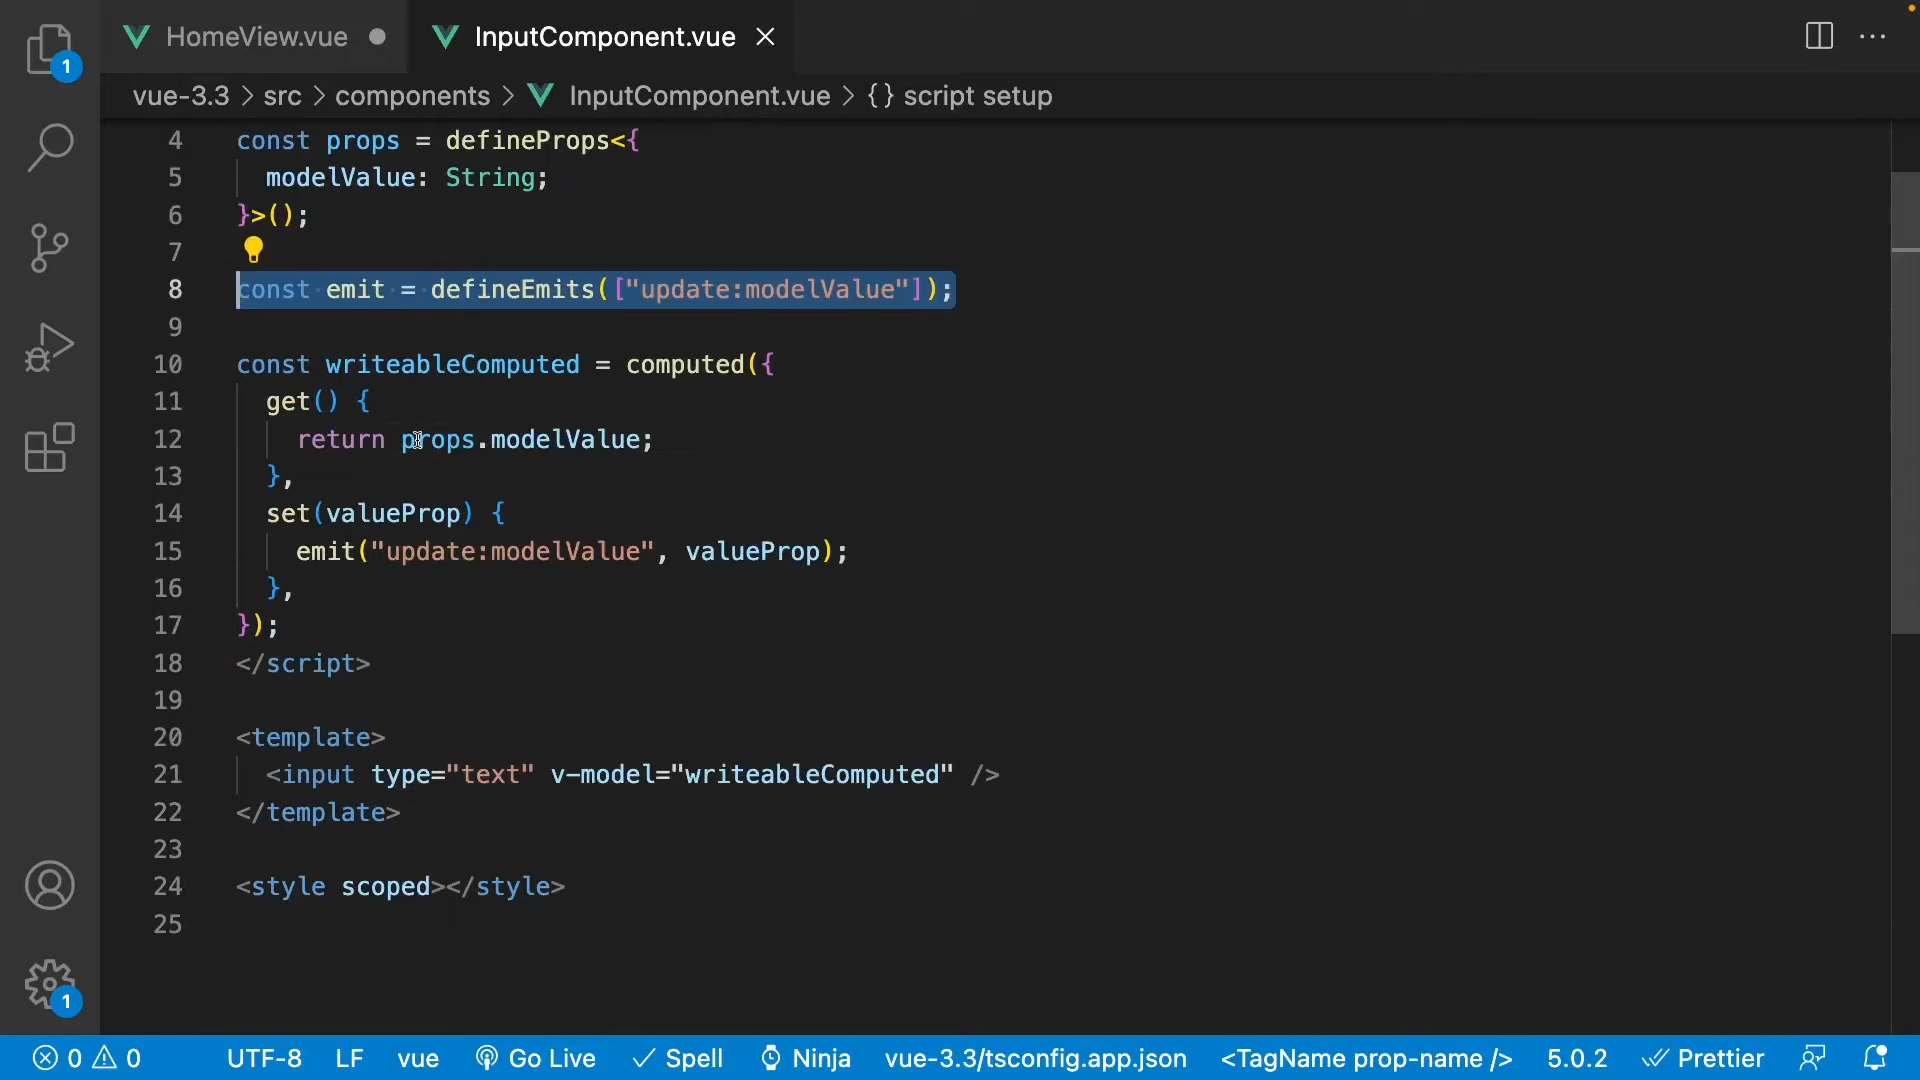 HomeView.vue
InputComponent.vue
1
vue-3.3 > src > components > InputComponent.vue > {} script setup
4 const props = defineProps<{
5 modelValue: String;
6 }>();
7
8 const emit = defineEmits(["update:modelValue"]);
9
10 const writeableComputed = computed({
11 get() {
12 return props.modelValue;
13 },
14 set(valueProp) {
15 emit("update:modelValue", valueProp);
16 },
17 });
18 </script>
19
20 <template>
21 <input type="text" v-model="writeableComputed" />
22 </template>
23
24 <style scoped></style>
25
1
0 0 UTF-8 LF vue Go Live Spell Ninja vue-3.3/tsconfig.app.json <TagName prop-name /> 5.0.2 Prettier